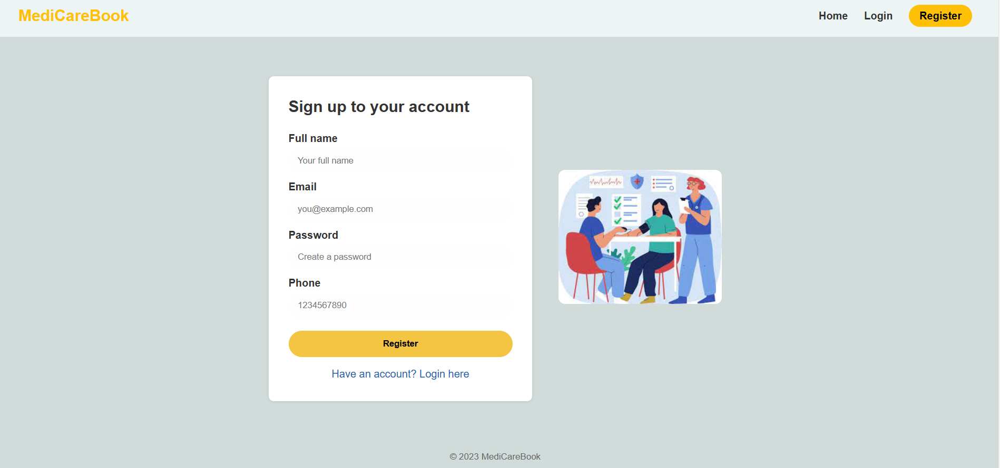 MediCareBook
Home
Login
Register
Sign up to your account
Full name
Your full name
Email
you@example.com
Password
Create a password
Phone
1234567890
Register
Have an account? Login here
© 2023 MediCareBook